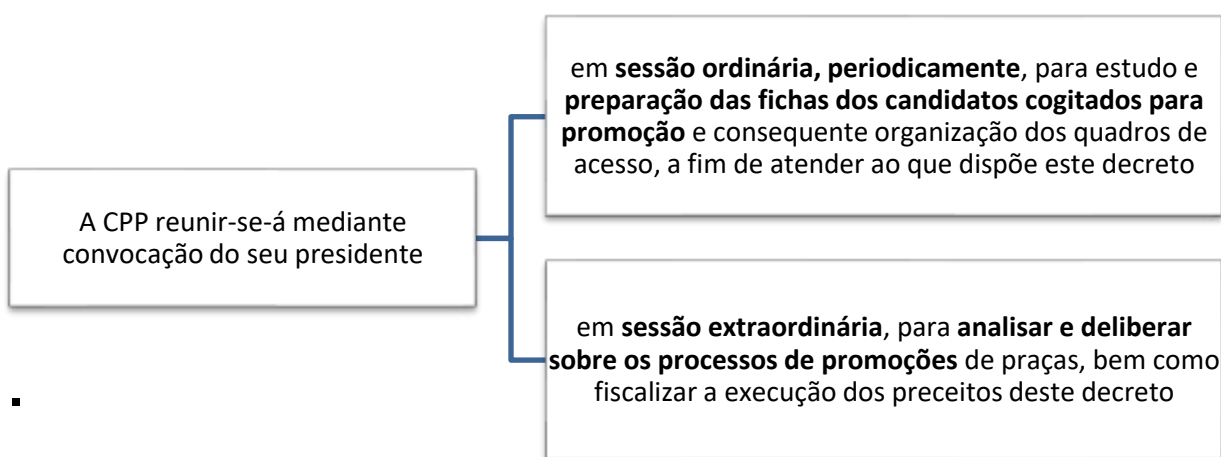 A CPP reunir-se-á mediante
convocação do seu presidente
em sessão ordinária, periodicamente, para estudo e
preparação das fichas dos candidatos cogitados para
promoção e consequente organização dos quadros de
acesso, a fim de atender ao que dispõe este decreto
em sessão extraordinária, para analisar e deliberar
sobre os processos de promoções de praças, bem como
fiscalizar a execução dos preceitos deste decreto